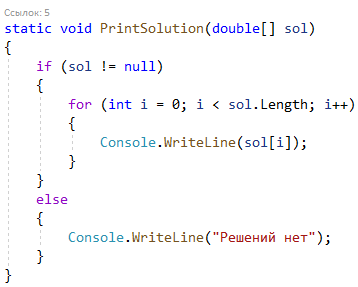 Ссылок: 5
static void PrintSolution(double[] sol)
{
    if (sol != null)
    {
        for (int i = 0; i < sol.Length; i++)
        {
            Console.WriteLine(sol[i]);
        }
    }
    else
    {
        Console.WriteLine("Решений нет");
    }
}